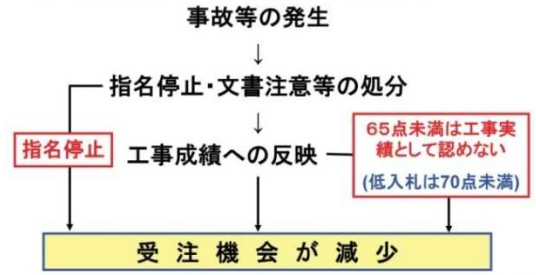 事故等の発生
↓
指名停止・文書注意等の処分
↓
指名停止
工事成績への反映
65点未満は工事実
績として認めない
(低入札は70点未満)
受注機会が減少